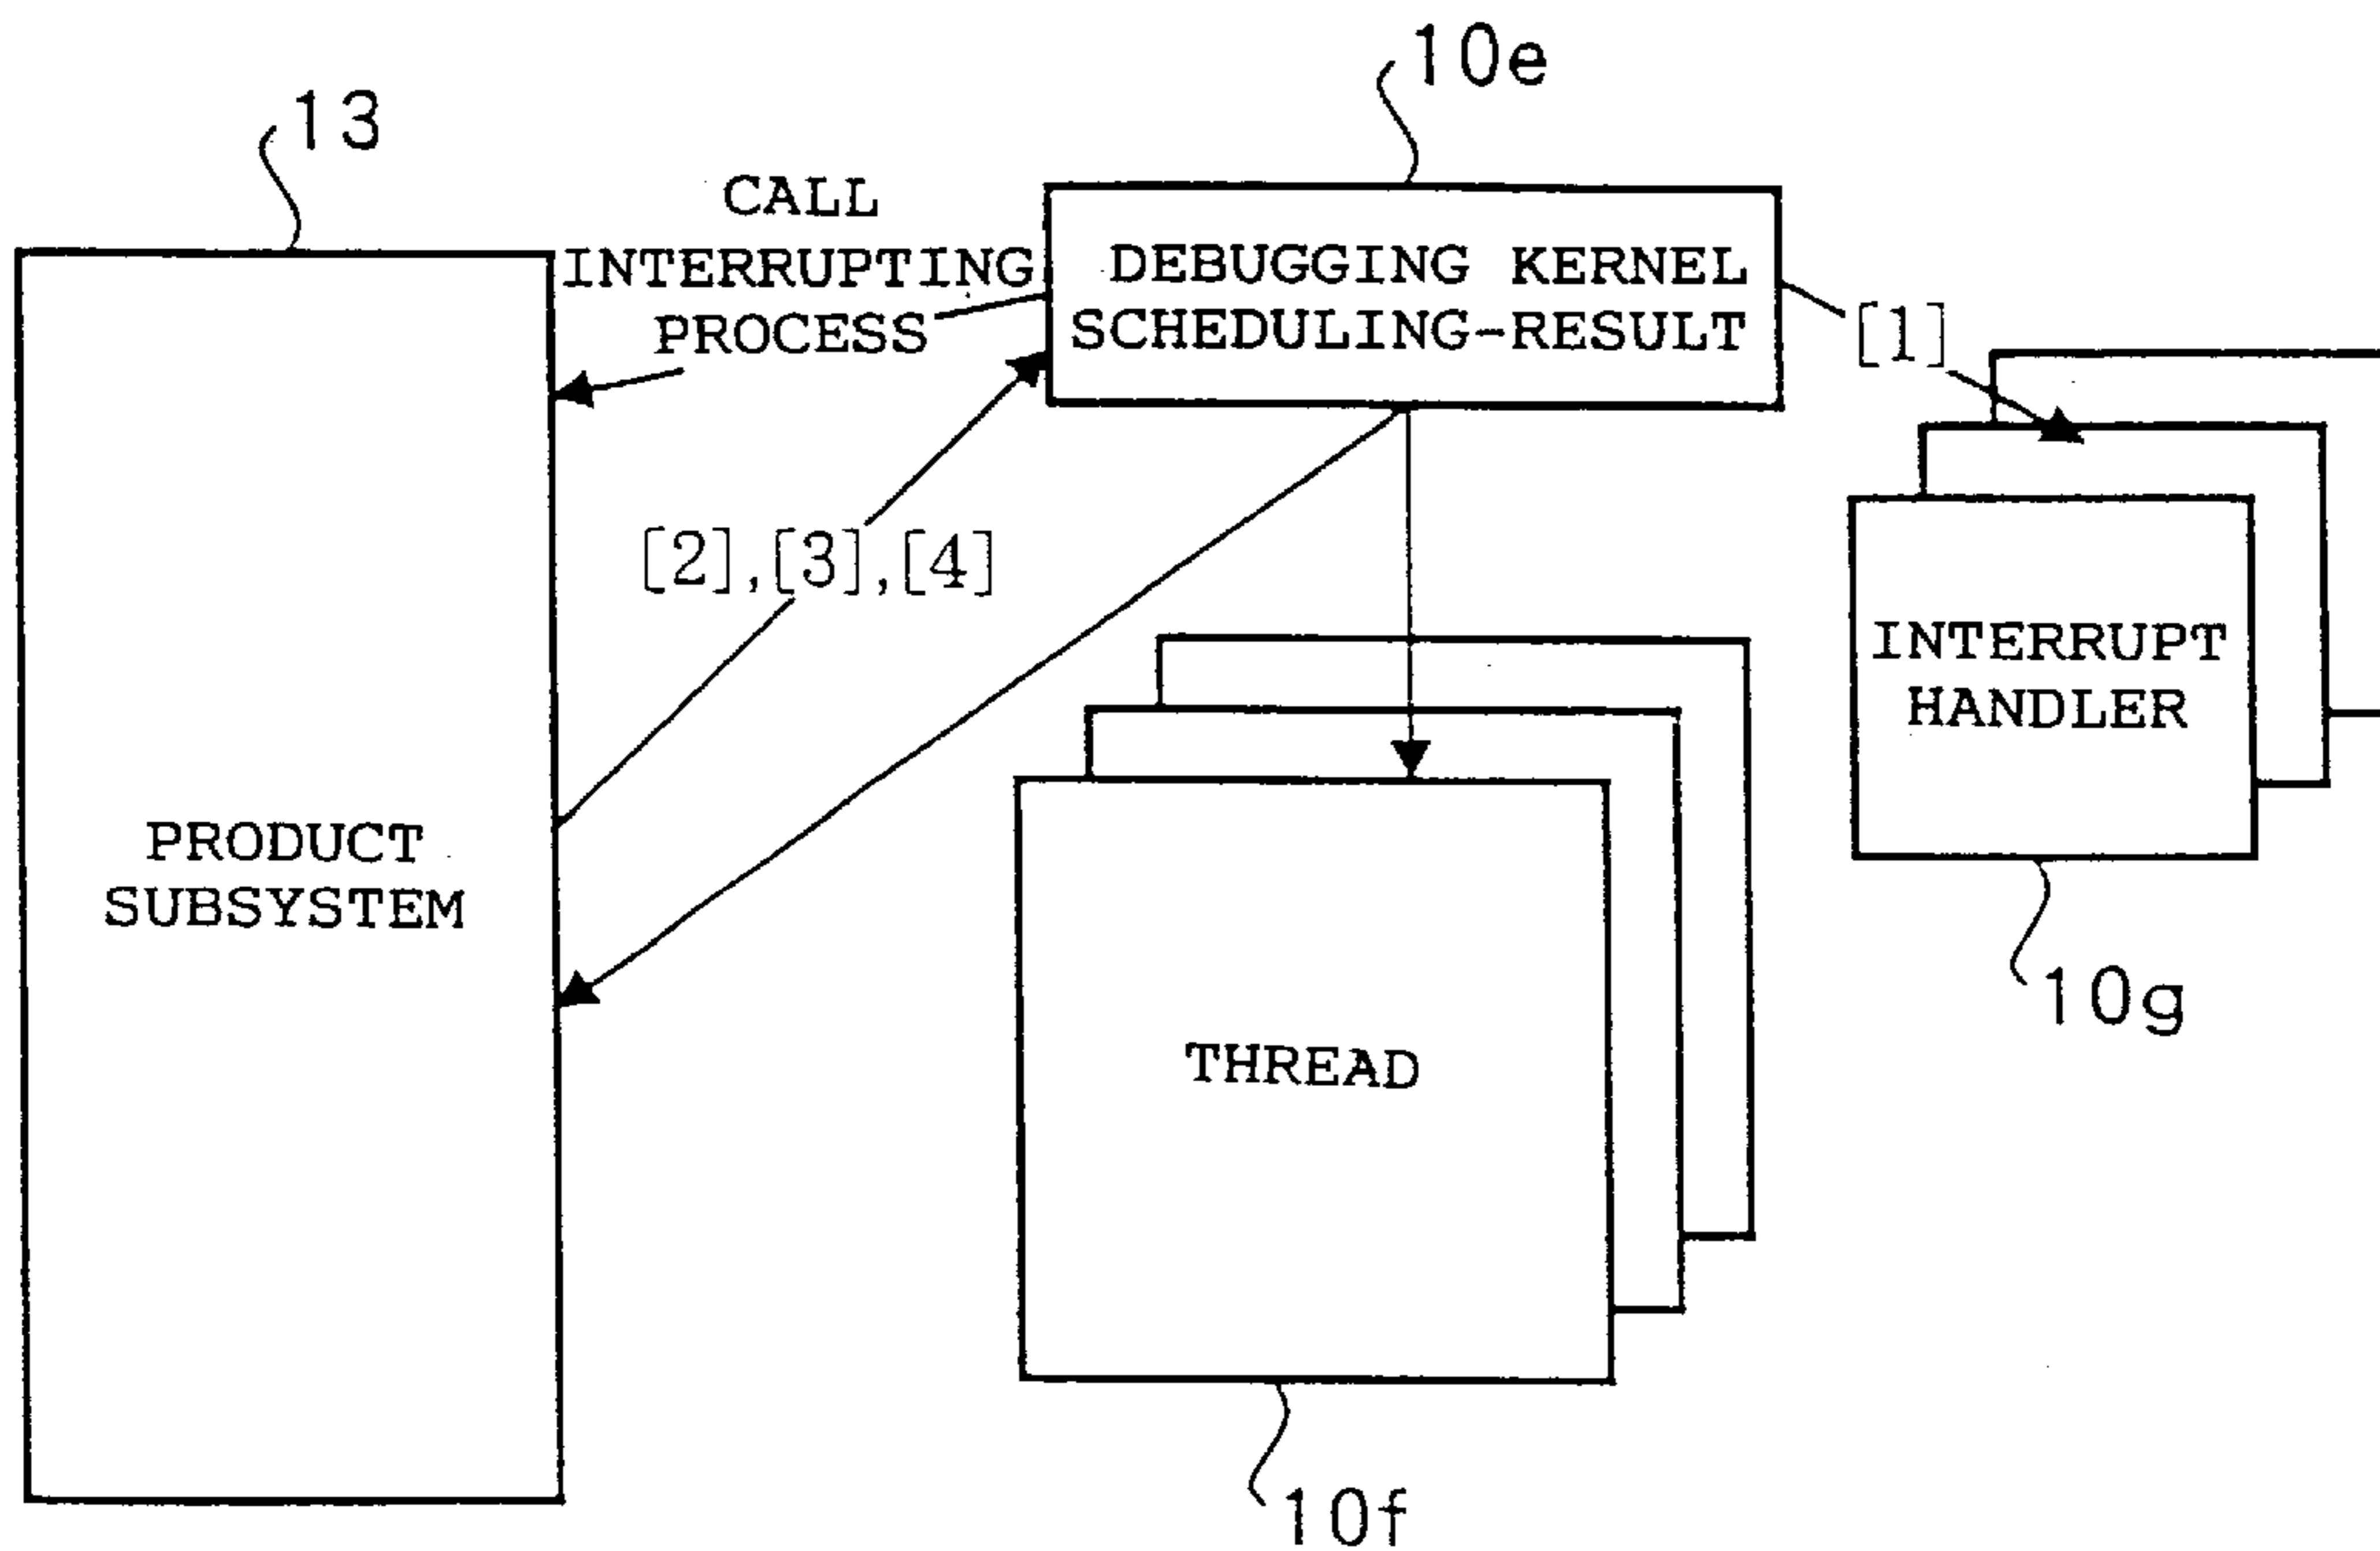 10e
13
CALL
INTERRUPTING
PROCESS
DEBUGGING KERNEL
SCHEDULING-RESULT
[1]
[2],[3],[4]
INTERRUPT
HANDLER
PRODUCT
SUBSYSTEM
10g
THREAD
10f